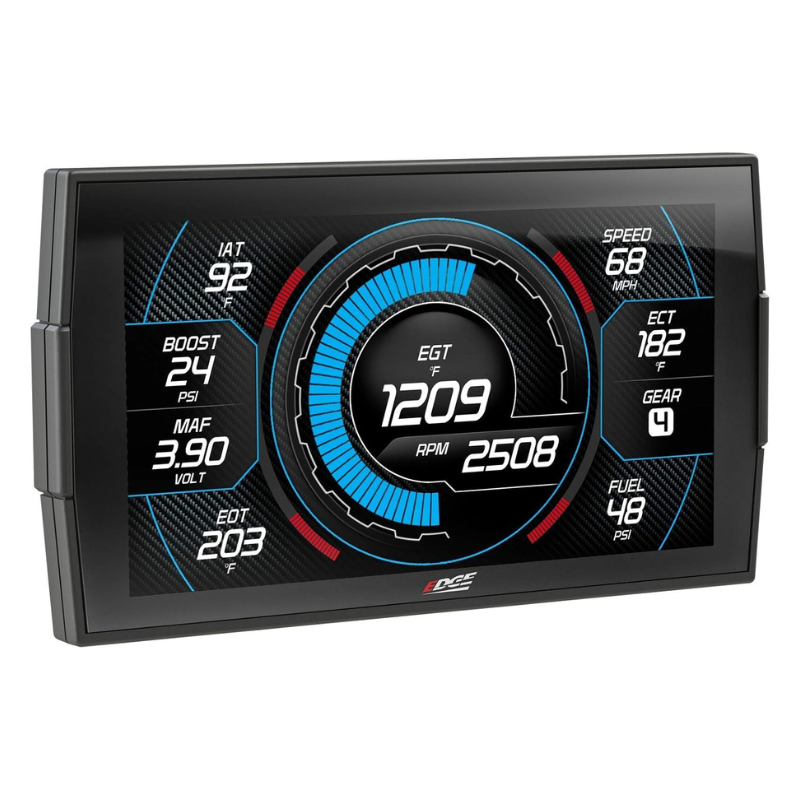 IAT
92
F
BOOST
24
PSI
MAF
3.90
VOLT
EOT
203
°F
EGT
°F
1209
RPM 2508
SPEED
68
MPH
ECT
182
°F
GEAR
4
FUEL
48
PSI
EDGE